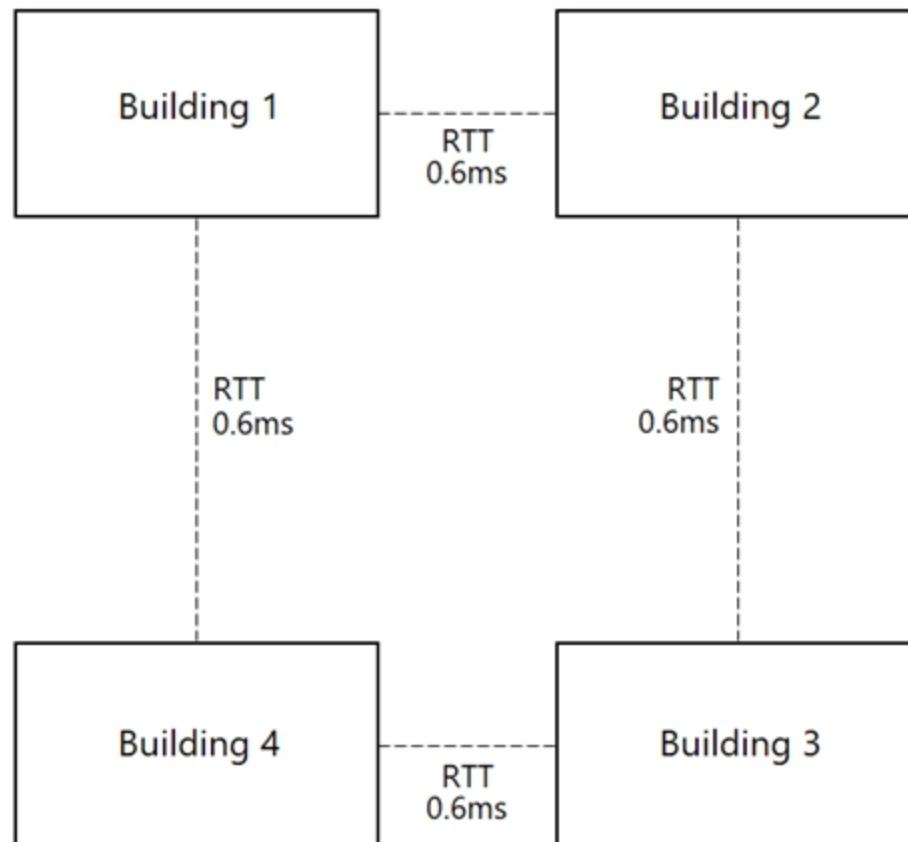 Building 1
Building 2
RTT
0.6ms
RTT
0.6ms
RTT
0.6ms
Building 4
Building 3
RTT
0.6ms